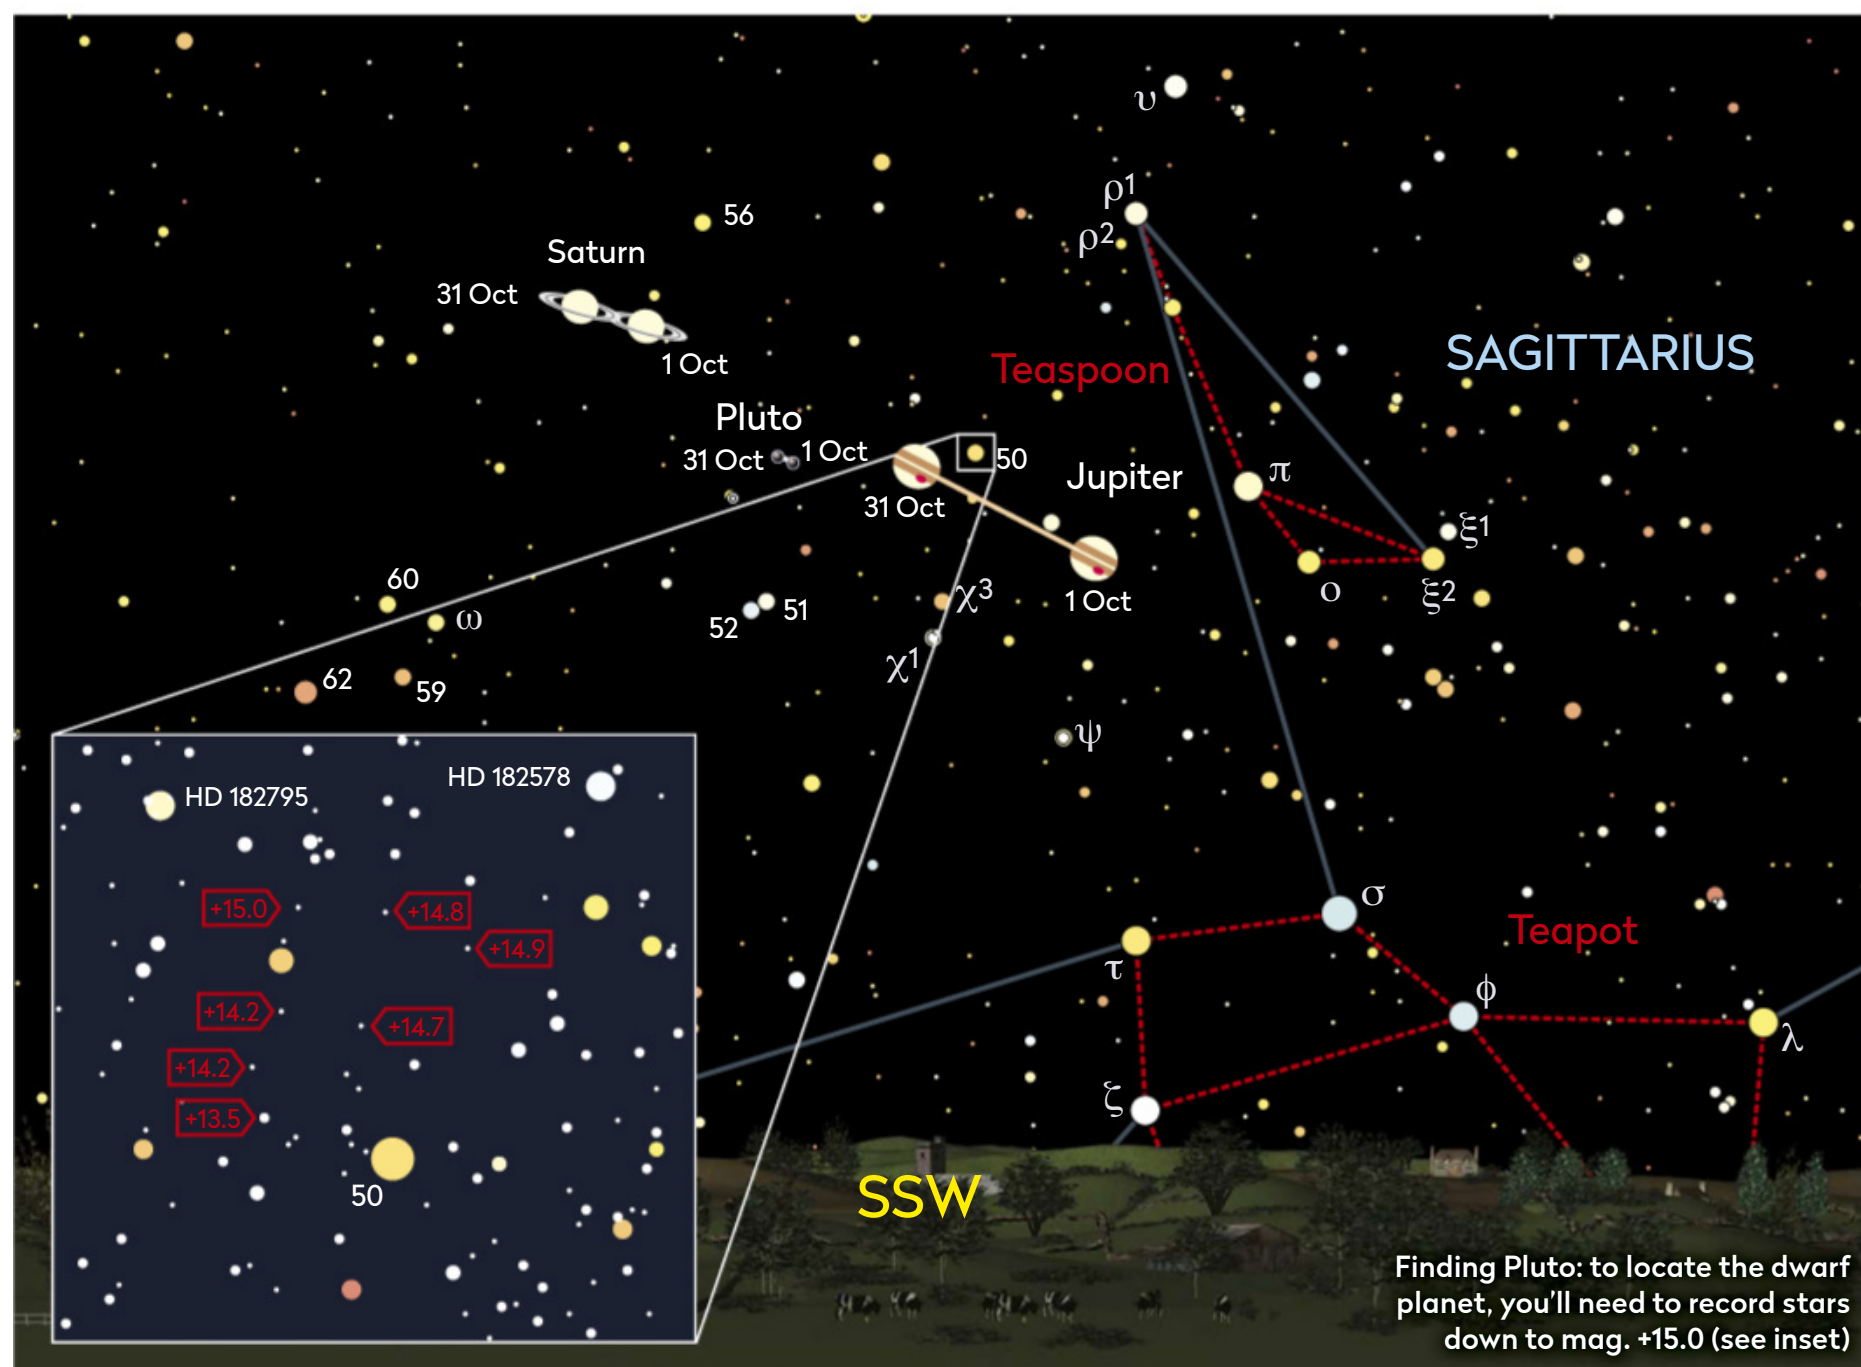 υ
ρ1
ρ2
56
Saturn
31 Oct
1 Oct
SAGITTARIUS
Teaspoon
Pluto
31 Oct
1 Oct
50
Jupiter
31 Oct
1 Oct
π
ξ1
ξ2
ο
60
ω
62
59
52
51
χ3
χ1
ψ
σ
τ
Teapot
φ
λ
ζ
HD 182795
HD 182578
+15.0
+14.8
+14.9
+14.2
+14.7
+14.2
+13.5
50
SSW
Finding Pluto: to locate the dwarf
planet, you’ll need to record stars
down to mag. +15.0 (see inset)